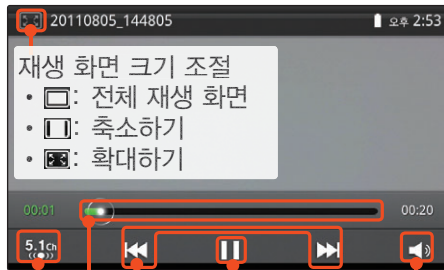 20110805_144805
오후 2:53
재생 화면 크기 조절
• : 전체 재생 화면
• : 축소하기
• : 확대하기
00:01
00:20
5.1ch